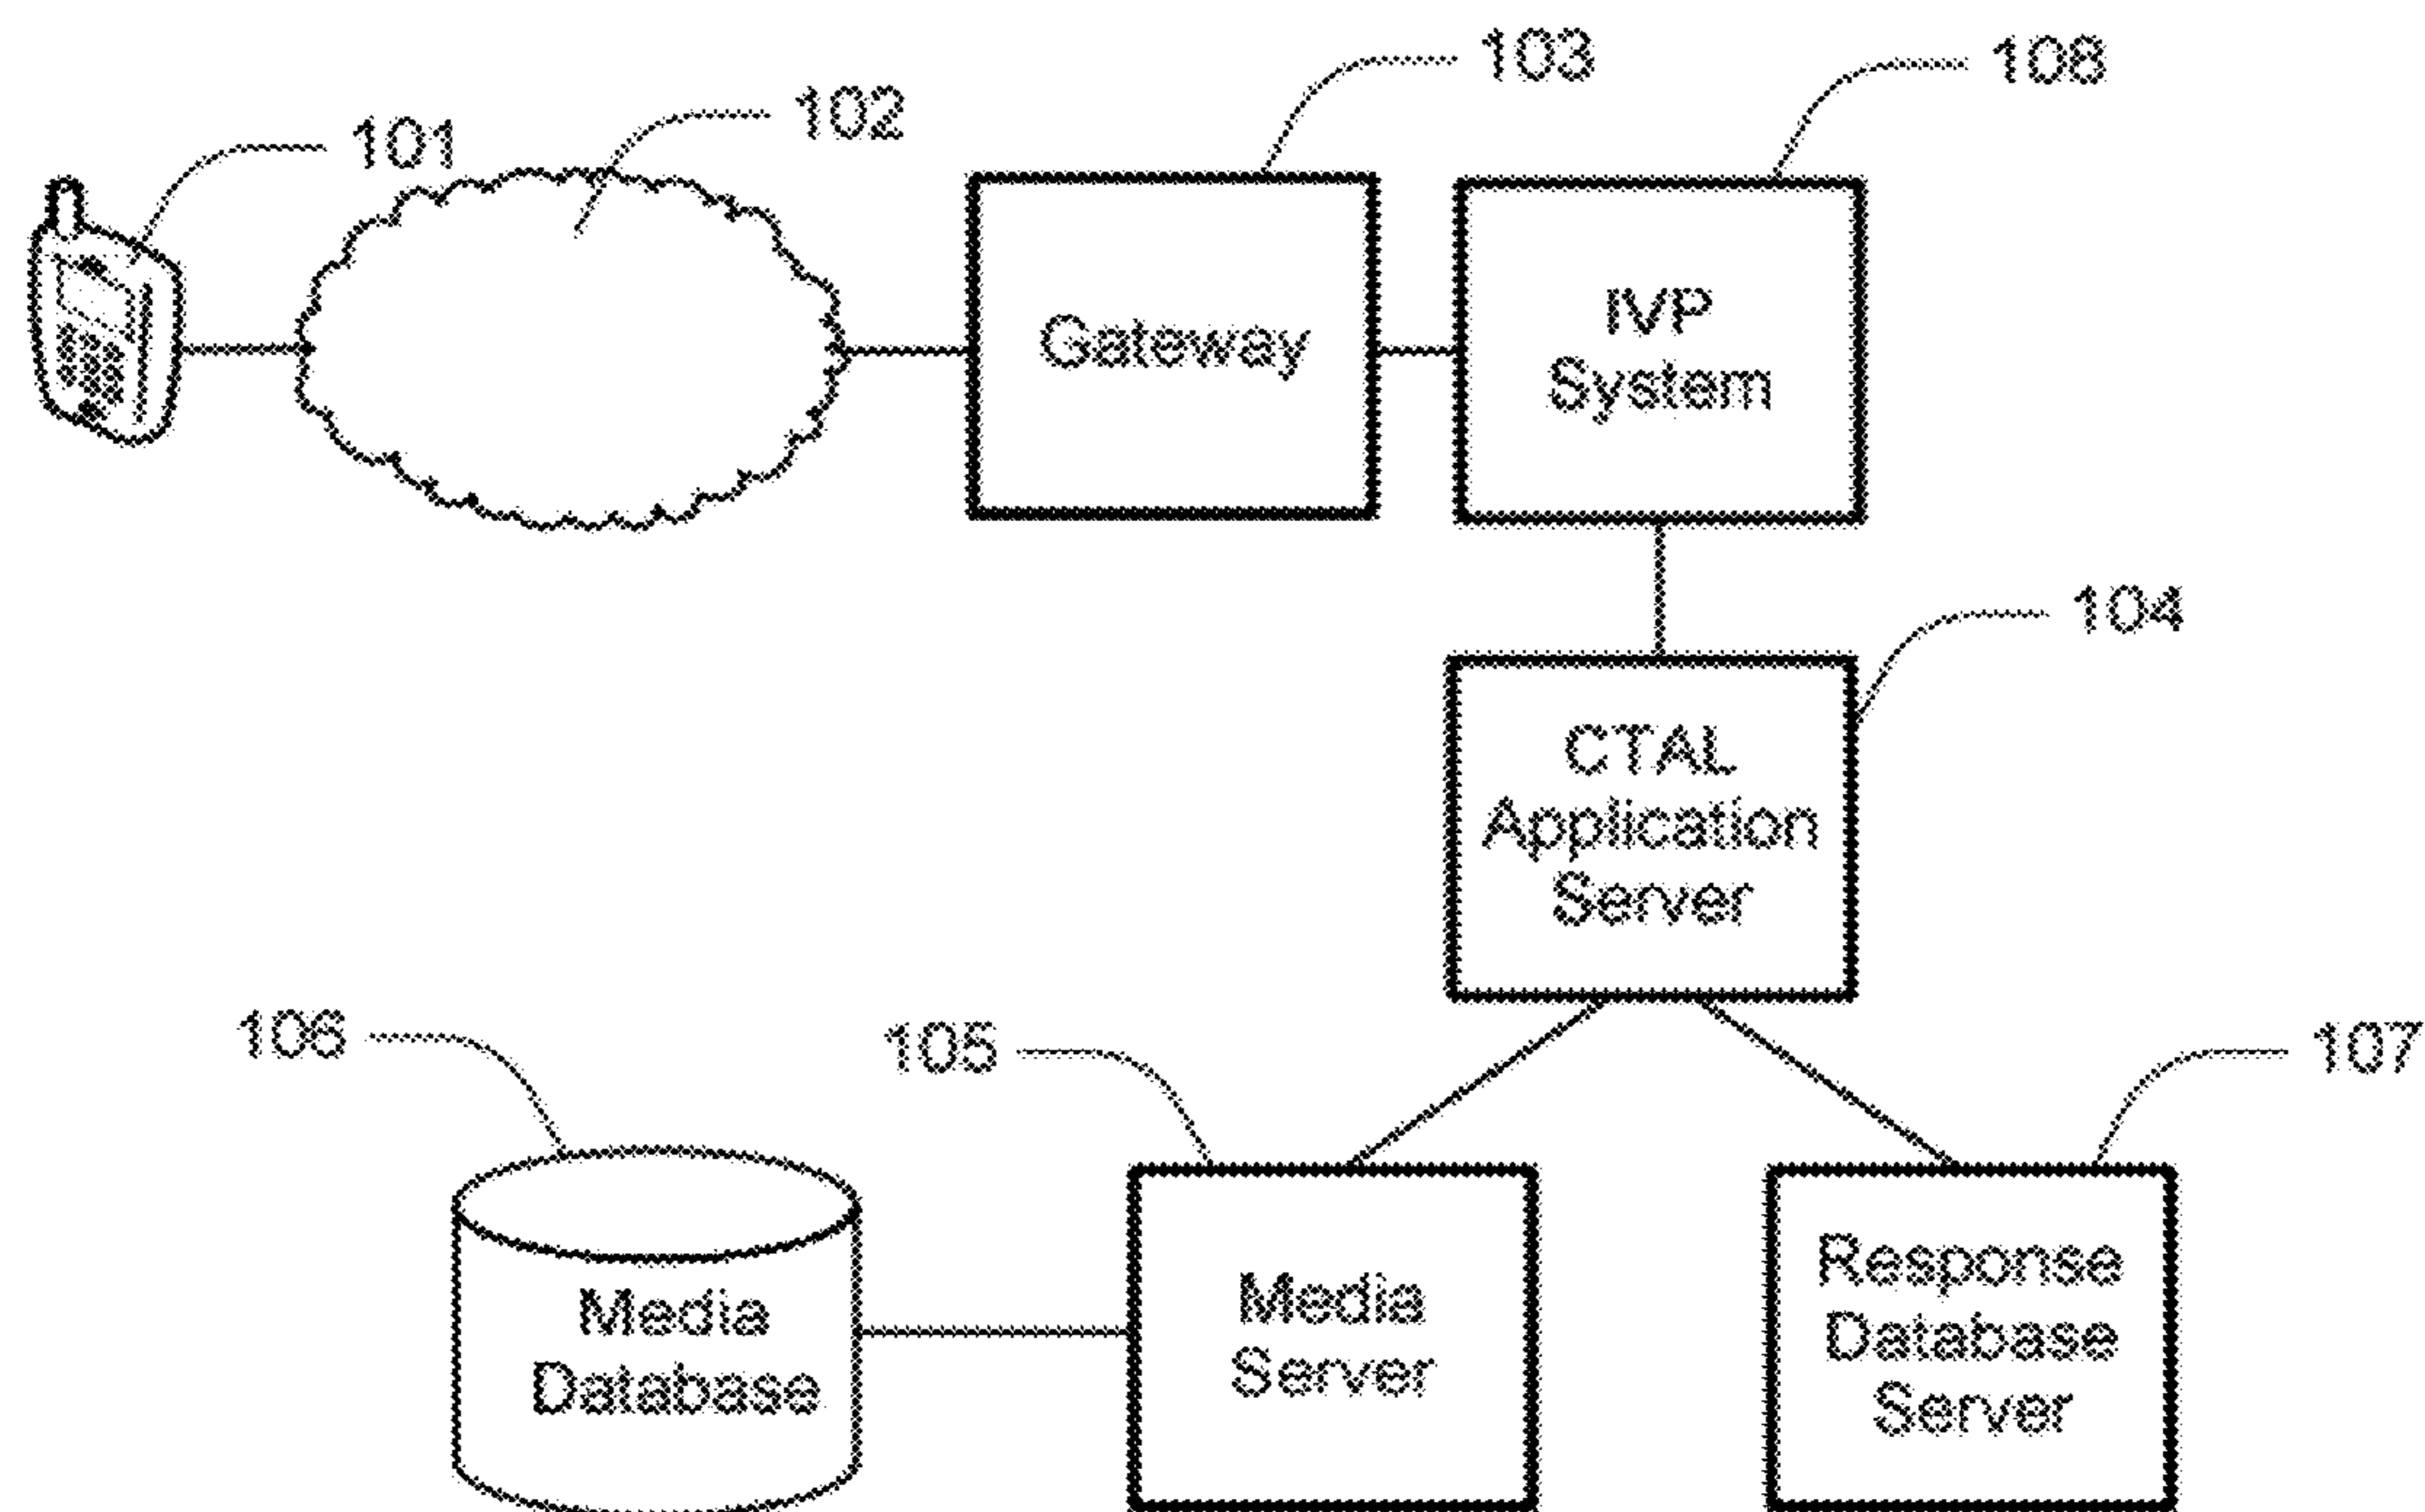 103
108
102
101
Gateway
IVP
System
104
CTAL
Application
Server
106
105
107
Media
Database
Media
Server
Response
Database
Server